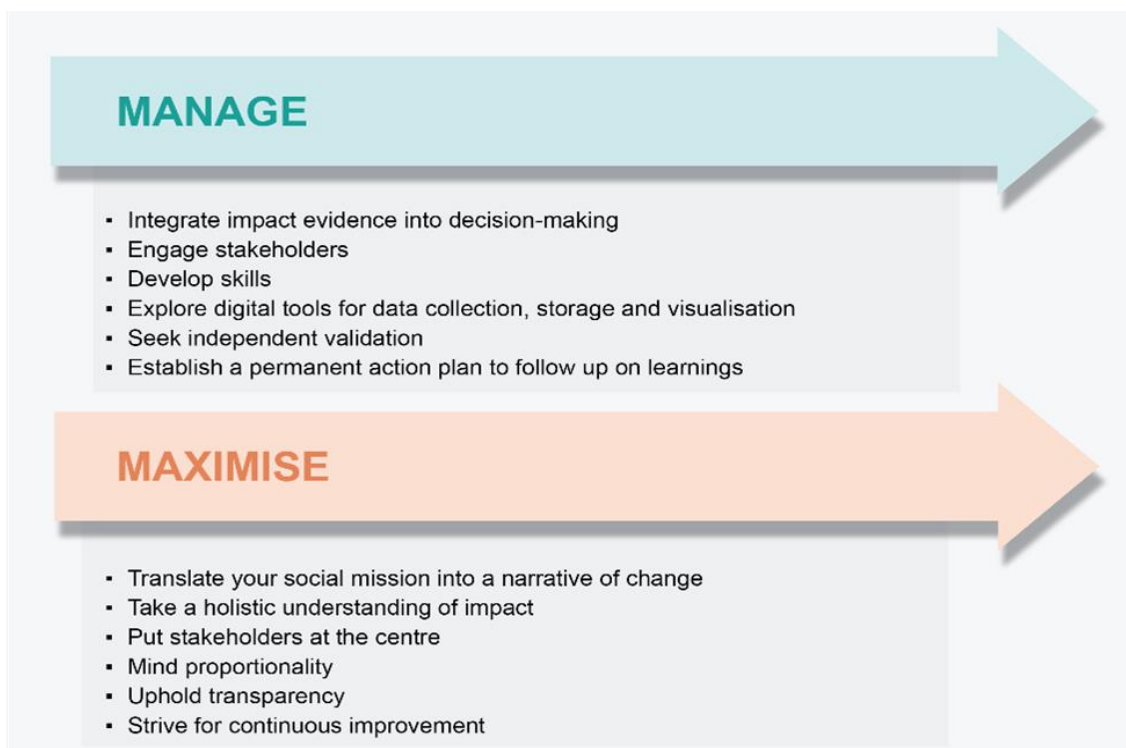 MANAGE
▪ Integrate impact evidence into decision-making
▪ Engage stakeholders
▪ Develop skills
▪ Explore digital tools for data collection, storage and visualisation
▪ Seek independent validation
▪ Establish a permanent action plan to follow up on learnings
MAXIMISE
▪ Translate your social mission into a narrative of change
▪ Take a holistic understanding of impact
▪ Put stakeholders at the centre
▪ Mind proportionality
▪ Uphold transparency
▪ Strive for continuous improvement